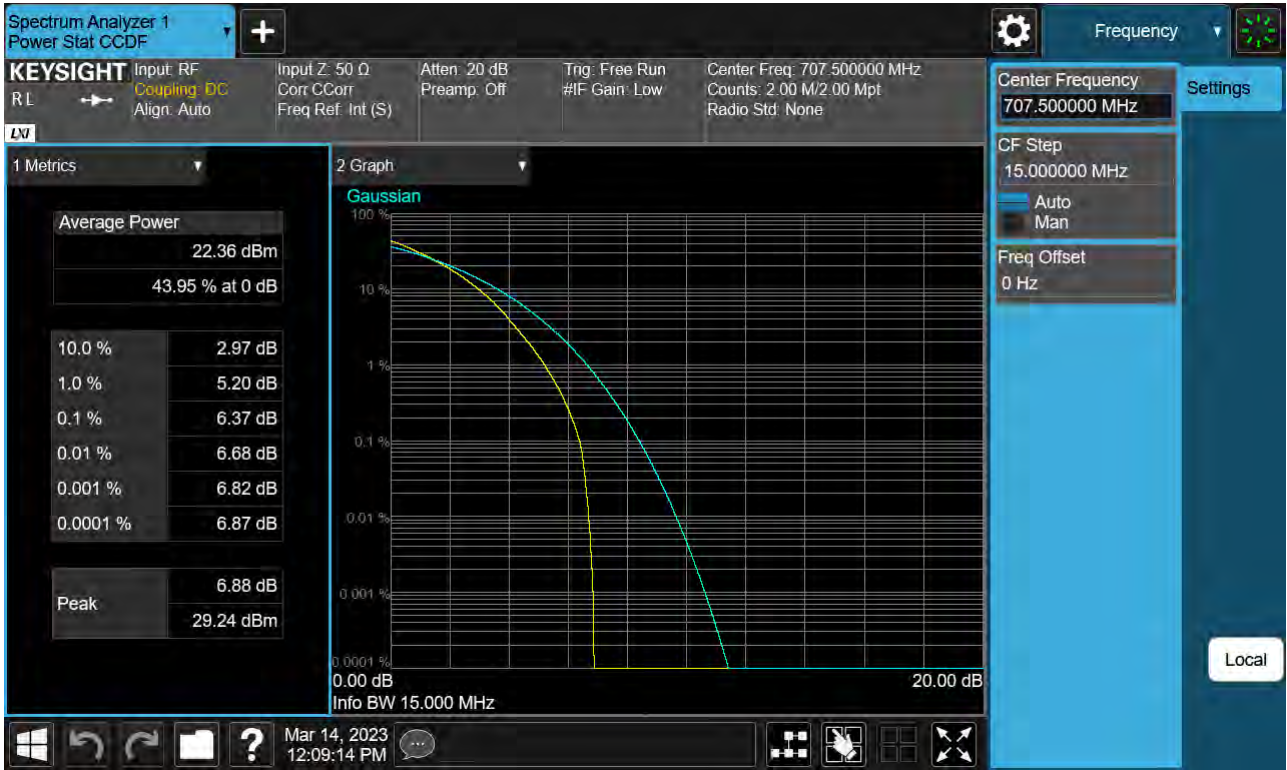 Spectrum Analyzer 1
Power Stat CCDF
+
Frequency
KEYSIGHT
R L
LXI
Input: RF
Coupling: DC
Align: Auto
Input Z: 50 Ω
Corr CCorr
Freq Ref: Int (S)
Atten: 20 dB
Preamp: Off
Trig: Free Run
#IF Gain: Low
Center Freq: 707.500000 MHz
Counts: 2.00 M/2.00 Mpt
Radio Std: None
Center Frequency
707.500000 MHz
Settings
CF Step
15.000000 MHz
Auto
Man
Freq Offset
0 Hz
Local
1 Metrics
Average Power
22.36 dBm
43.95 % at 0 dB
10.0 % 2.97 dB
1.0 % 5.20 dB
0.1 % 6.37 dB
0.01 % 6.68 dB
0.001 % 6.82 dB
0.0001 % 6.87 dB
Peak
6.88 dB
29.24 dBm
2 Graph
Gaussian
100 %
10 %
1 %
0.1 %
0.01 %
0.001 %
0.0001 %
0.00 dB 20.00 dB
Info BW 15.000 MHz
?
Mar 14, 2023
12:09:14 PM